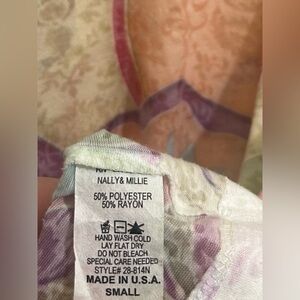 NALLY & MILLIE
50% POLYESTER
50% RAYON
HAND WASH COLD
LAY FLAT DRY
DO NOT BLEACH
SPECIAL CARE NEEDED
STYLE# 28-814N
MADE IN U.S.A.
SMALL